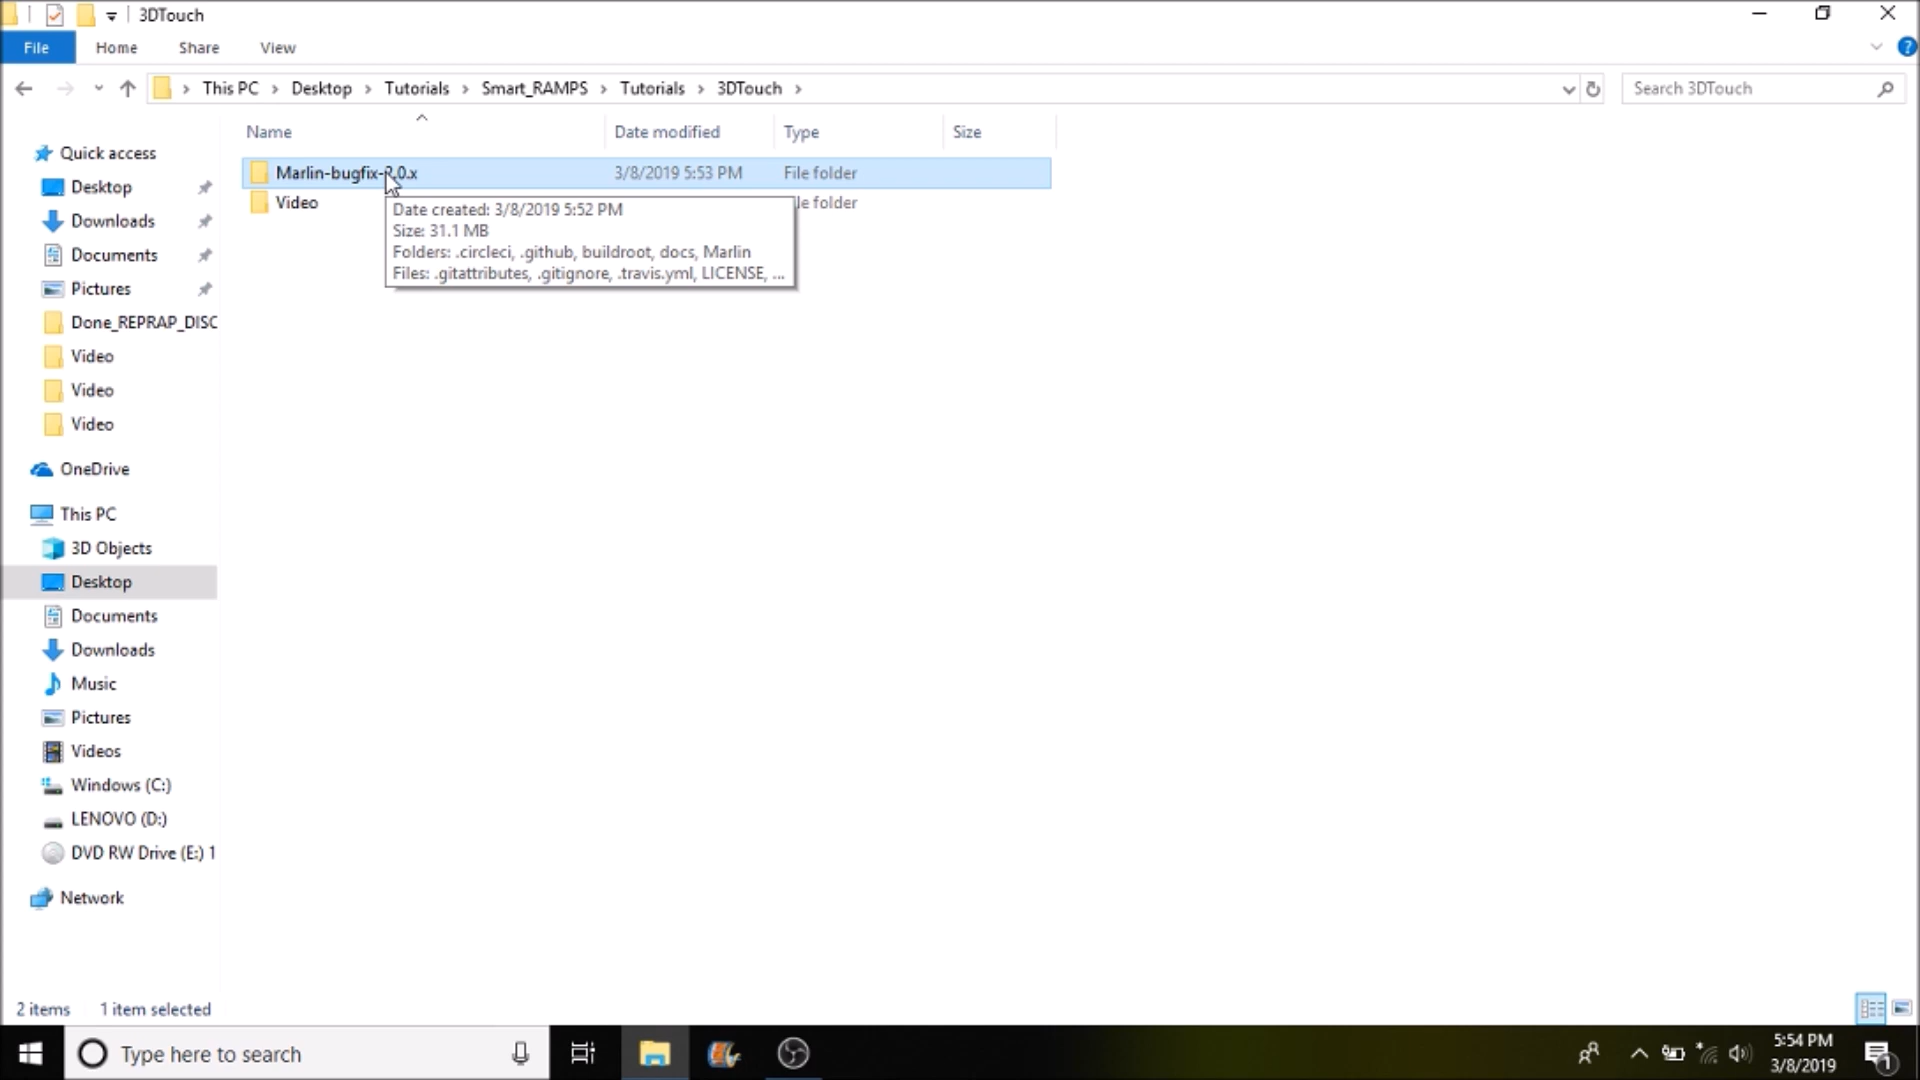 3DTouch
File Home Share View
This PC Desktop Tutorials Smart_RAMPS Tutorials 3DTouch
Search 3DTouch
Name Date modified Type Size
Quick access
Desktop
Downloads
Documents
Pictures
Done_REPRAP_DISC
Video
Video
Video
OneDrive
This PC
3D Objects
Desktop
Documents
Downloads
Music
Pictures
Videos
Windows (C:)
LENOVO (D:)
DVD RW Drive (E:) 1
Network
Marlin-bugfix-2.0.x 3/8/2019 5:53 PM File folder
Video le folder
Date created: 3/8/2019 5:52 PM
Size: 31.1 MB
Folders: .circleci, .github, buildroot, docs, Marlin
Files: .gitattributes, .gitignore, .travis.yml, LICENSE, ...
2 items 1 item selected
Type here to search
5:54 PM
3/8/2019
1